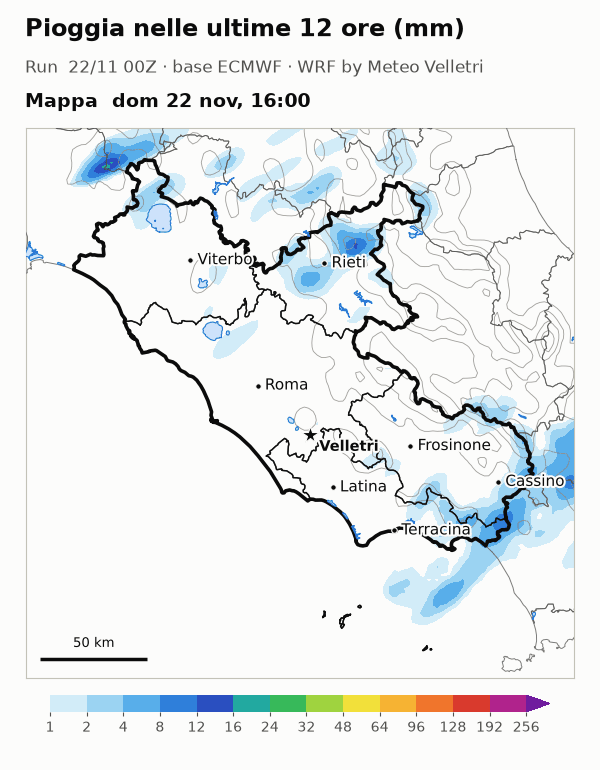 Pioggia nelle ultime 12 ore (mm)
Run  22/11 00Z · base ECMWF · WRF by Meteo Velletri
Mappa  dom 22 nov, 16:00
Viterbo
Rieti
Roma
Velletri
Frosinone
Latina
Cassino
Terracina
50 km
1 2 4 8 12 16 24 32 48 64 96 128 192 256